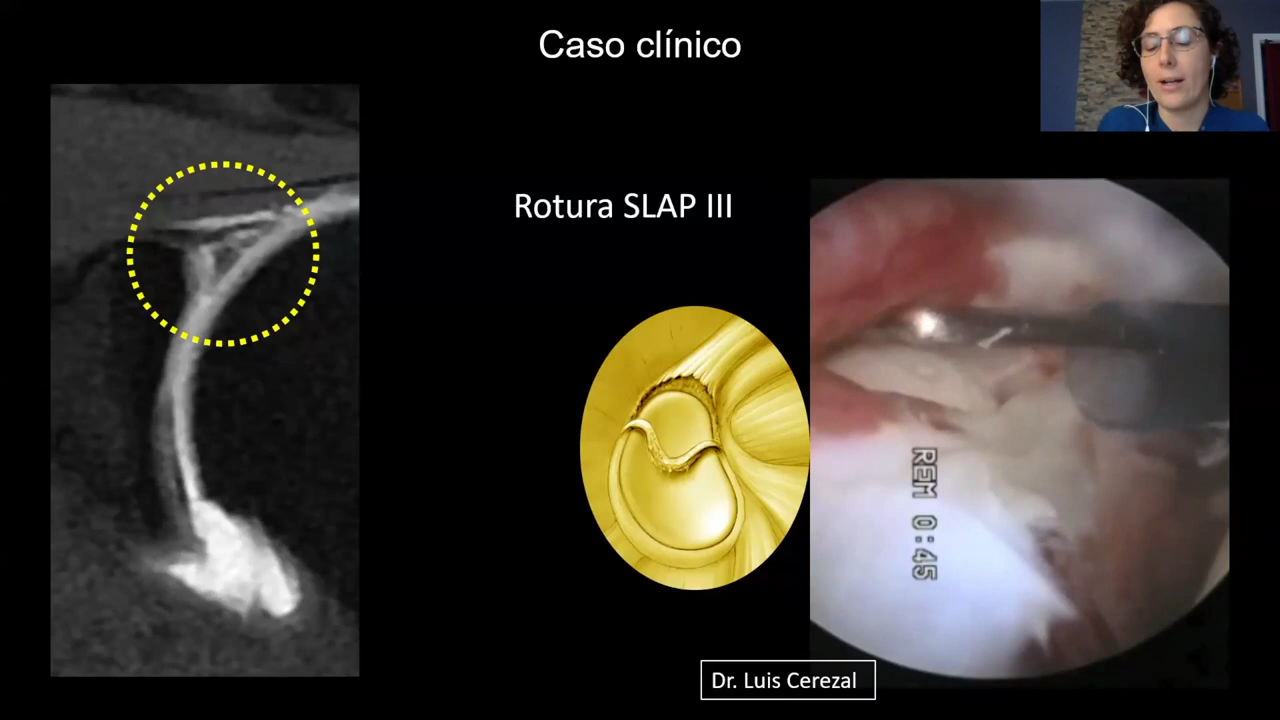 Caso clínico
Rotura SLAP III
REM 0:45
Dr. Luis Cerezal